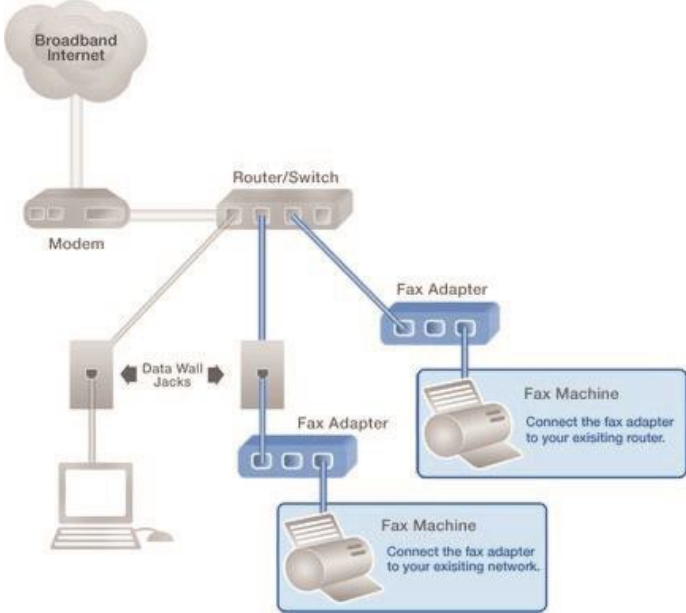 Broadband
Internet
Router/Switch
Modem
Fax Adapter
Data Wall
Jacks
Fax Machine
Connect the fax adapter
to your exisiting router.
Fax Adapter
Fax Machine
Connect the fax adapter
to your exisiting network.